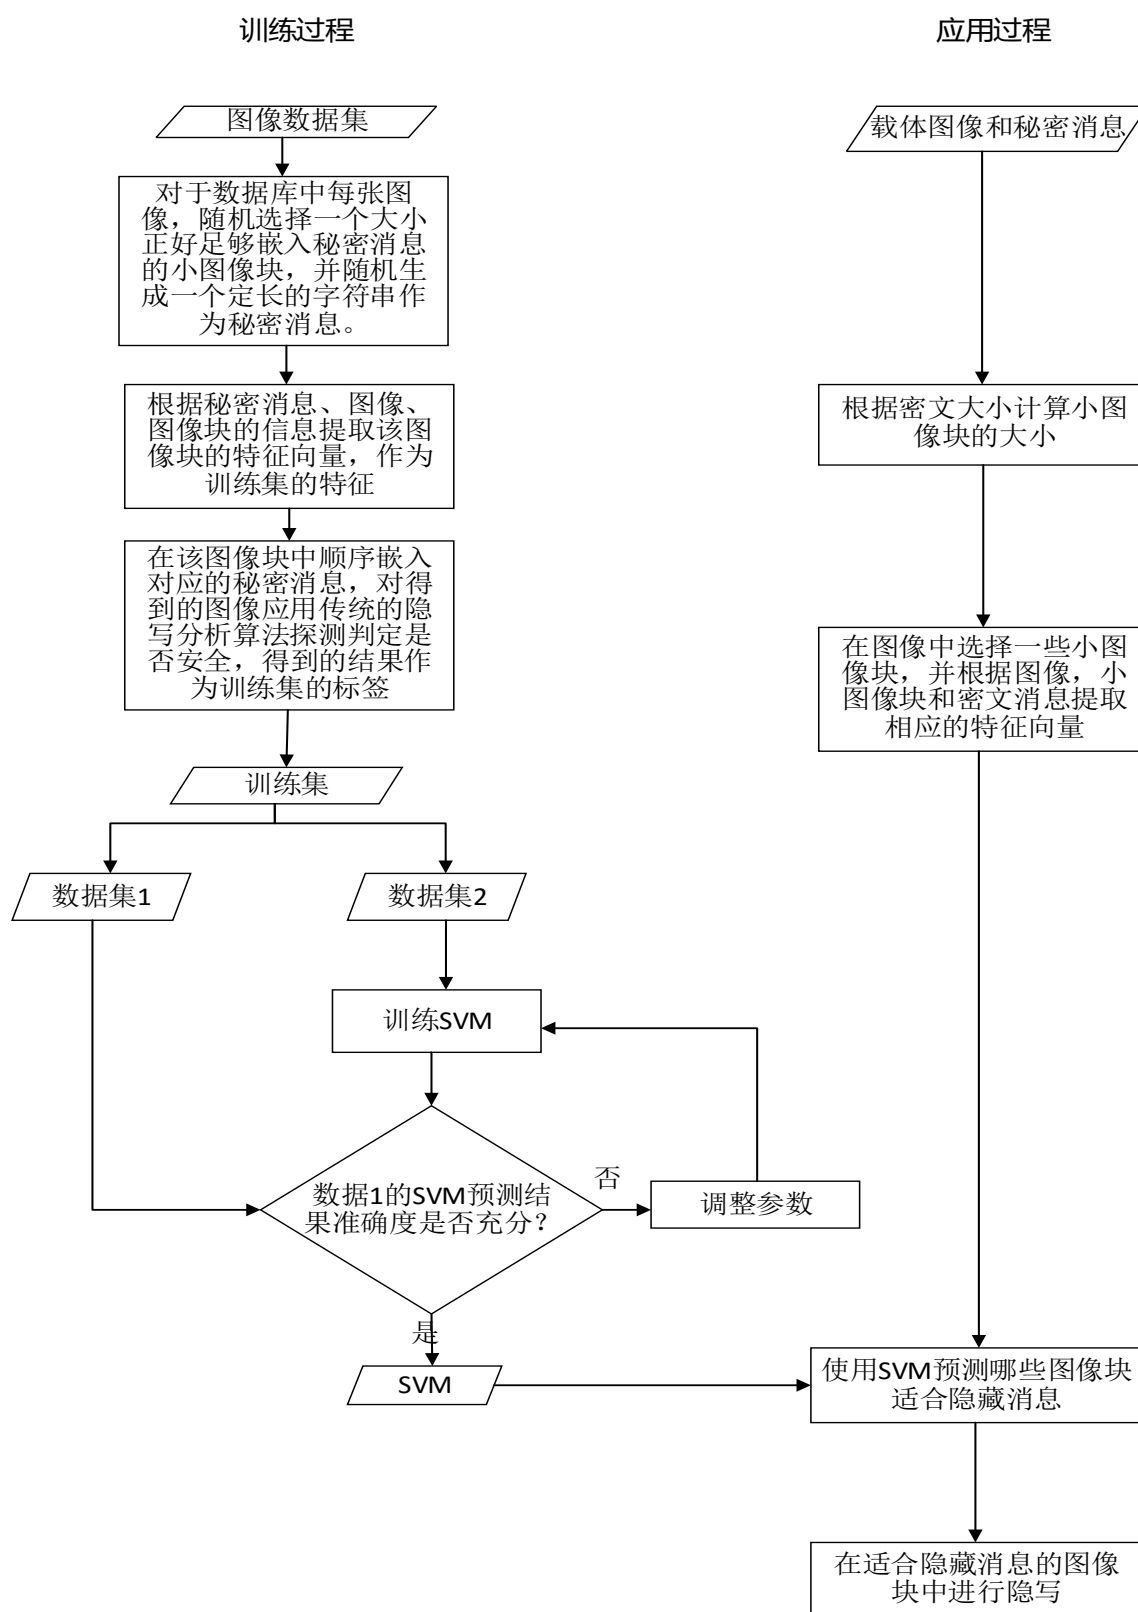 训练过程
应用过程
图像数据集
对于数据库中每张图
像，随机选择一个大小
正好足够嵌入秘密消息
的小图像块，并随机生
成一个定长的字符串作
为秘密消息。
根据秘密消息、图像、
图像块的信息提取该图
像块的特征向量，作为
训练集的特征
在该图像块中顺序嵌入
对应的秘密消息，对得
到的图像应用传统的隐
写分析算法探测判定是
否安全，得到的结果作
为训练集的标签
训练集
数据集1
数据集2
训练SVM
数据1的SVM预测结
果准确度是否充分？
否
调整参数
是
SVM
载体图像和秘密消息
根据密文大小计算小图
像块的大小
在图像中选择一些小图
像块，并根据图像，小
图像块和密文消息提取
相应的特征向量
使用SVM预测哪些图像块
适合隐藏消息
在适合隐藏消息的图像
块中进行隐写